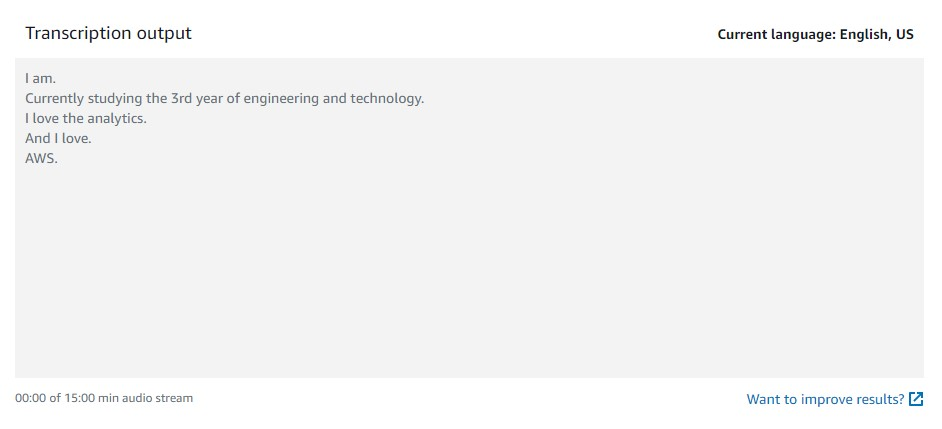 Transcription output
Current language: English, US
I am.
Currently studying the 3rd year of engineering and technology.
I love the analytics.
And I love.
AWS.
00:00 of 15:00 min audio stream
Want to improve results?